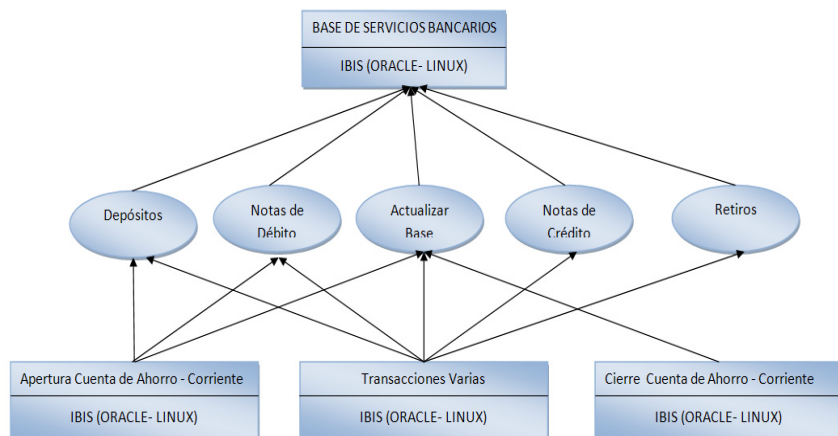 BASE DE SERVICIOS BANCARIOS
IBIS (ORACLE- LINUX)
Depósitos
Notas de
Débito
Actualizar
Base
Notas de
Crédito
Retiros
Apertura Cuenta de Ahorro - Corriente
IBIS (ORACLE- LINUX)
Transacciones Varias
IBIS (ORACLE- LINUX)
Cierre Cuenta de Ahorro - Corriente
IBIS (ORACLE- LINUX)